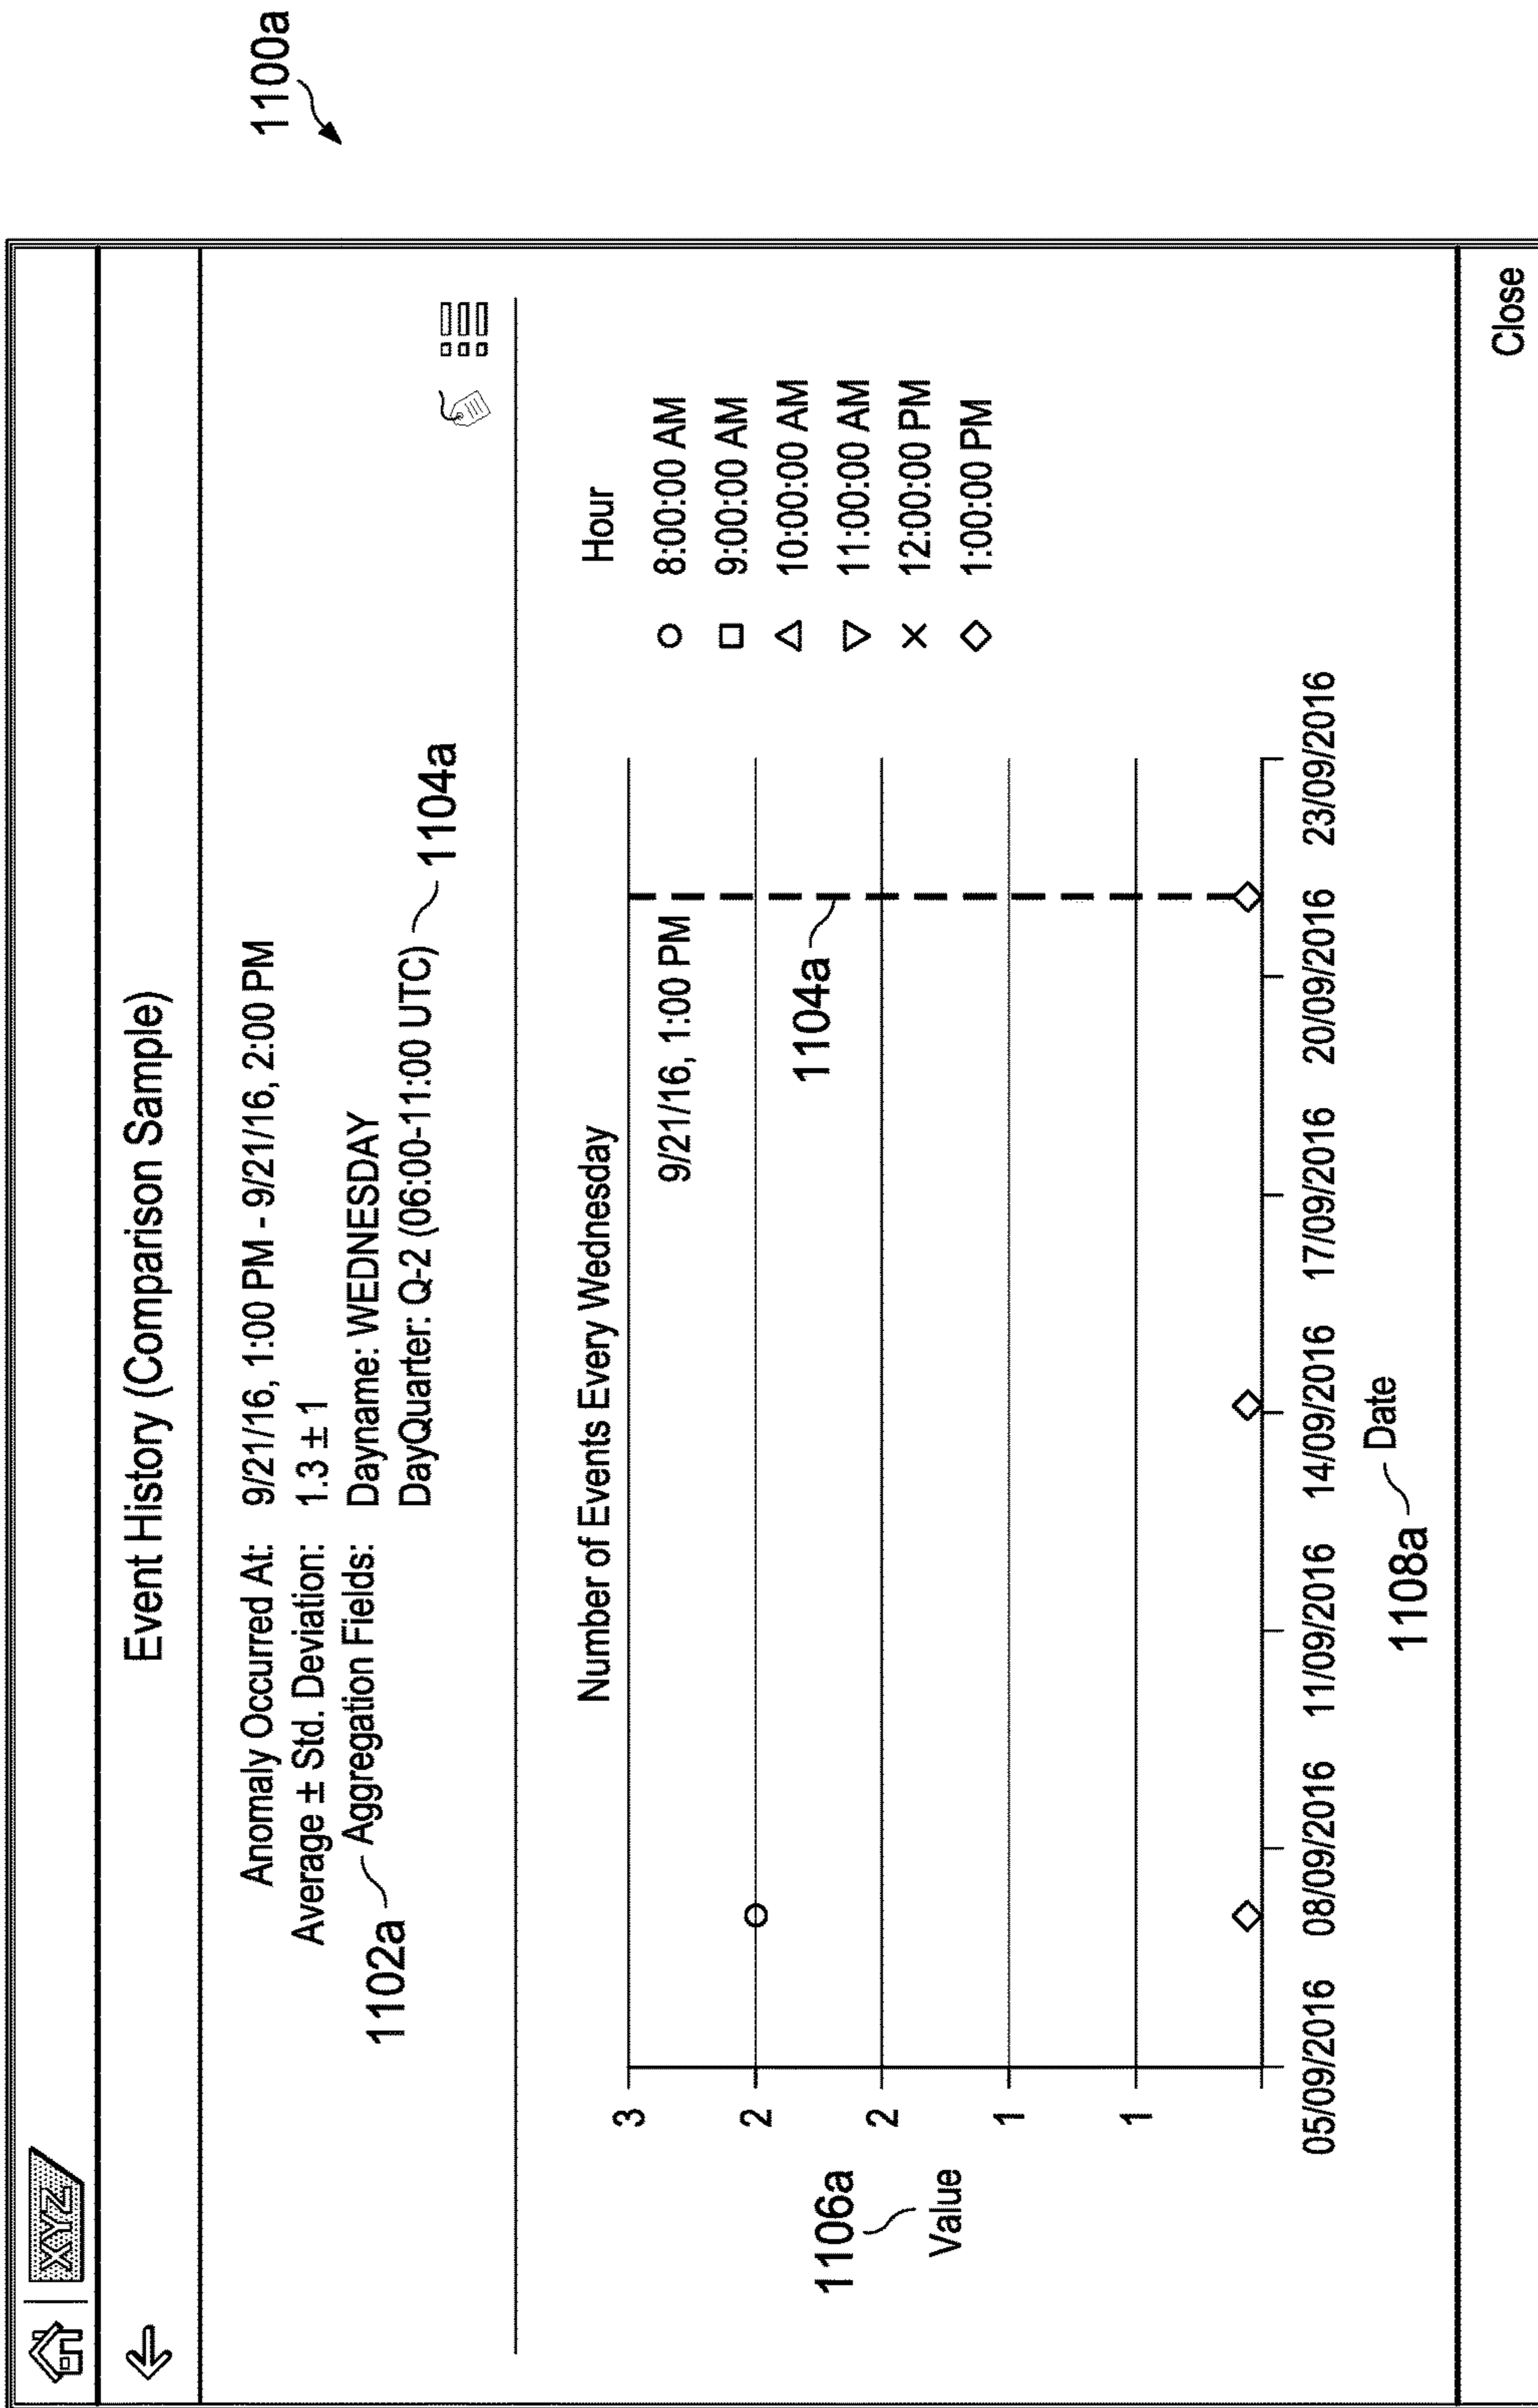 1100a
XYZ
Event History (Comparison Sample)
Anomaly Occurred At: 9/21/16, 1:00 PM - 9/21/16, 2:00 PM
Average ± Std. Deviation: 1.3 ± 1
1102a Aggregation Fields: Dayname: WEDNESDAY
DayQuarter: Q-2 (06:00-11:00 UTC) 1104a
Number of Events Every Wednesday
Hour
8:00:00 AM
9:00:00 AM
10:00:00 AM
11:00:00 AM
12:00:00 PM
1:00:00 PM
9/21/16, 1:00 PM
1104a
3
2
2
1
1
1106a
Value
05/09/2016 08/09/2016 11/09/2016 14/09/2016 17/09/2016 20/09/2016 23/09/2016
1108a Date
Close